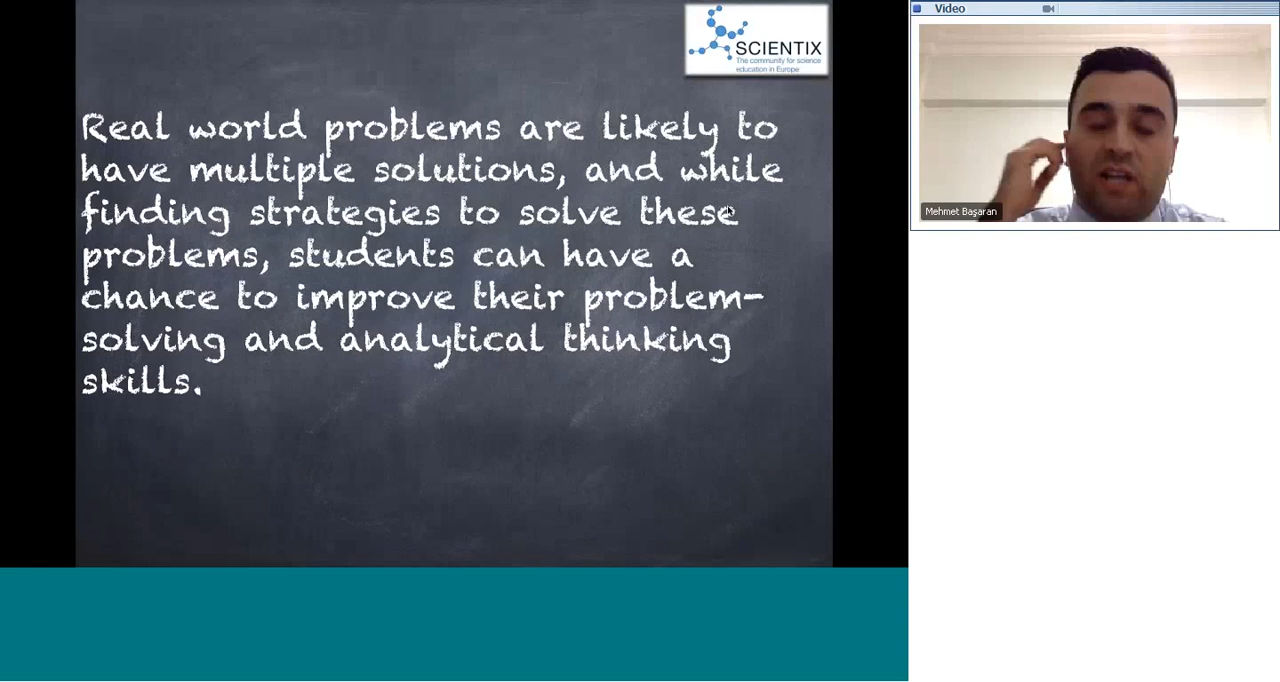 SCIENTIX
The community for science
education in Europe
Real world problems are likely to
have multiple solutions, and while
finding strategies to solve these
problems, students can have a
chance to improve their problem-
solving and analytical thinking
skills.
Video
Mehmet Başaran